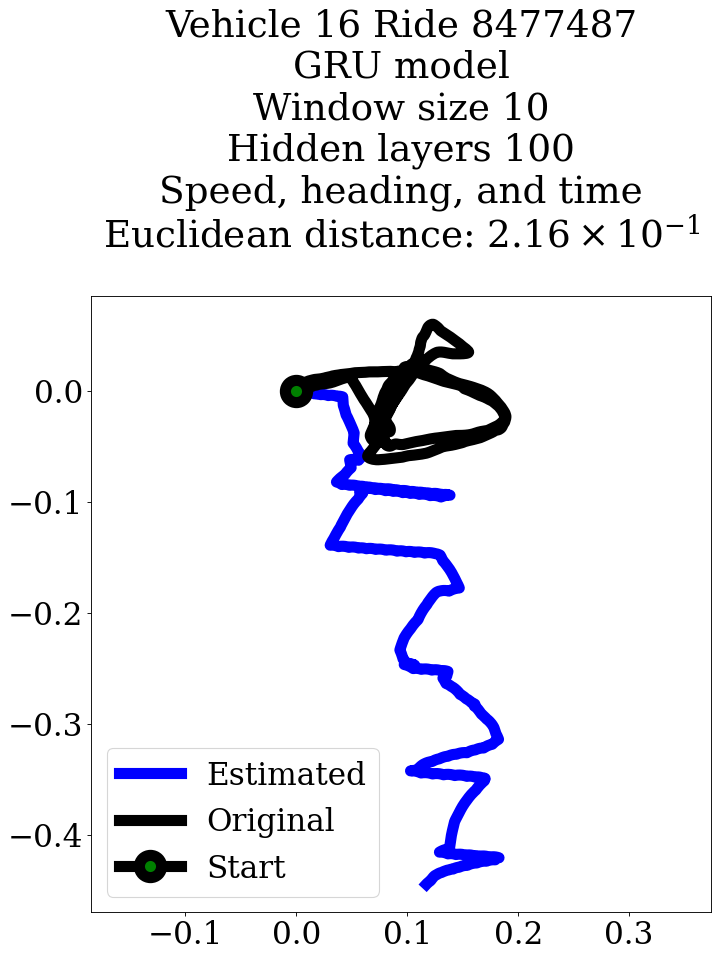 Vehicle 16 Ride 8477487
GRU model
Window size 10
Hidden layers 100
Speed, heading, and time
Euclidean distance: 2.16 × 10⁻¹
0.0
−0.1
−0.2
−0.3
−0.4
Estimated
Original
Start
−0.1 0.0 0.1 0.2 0.3